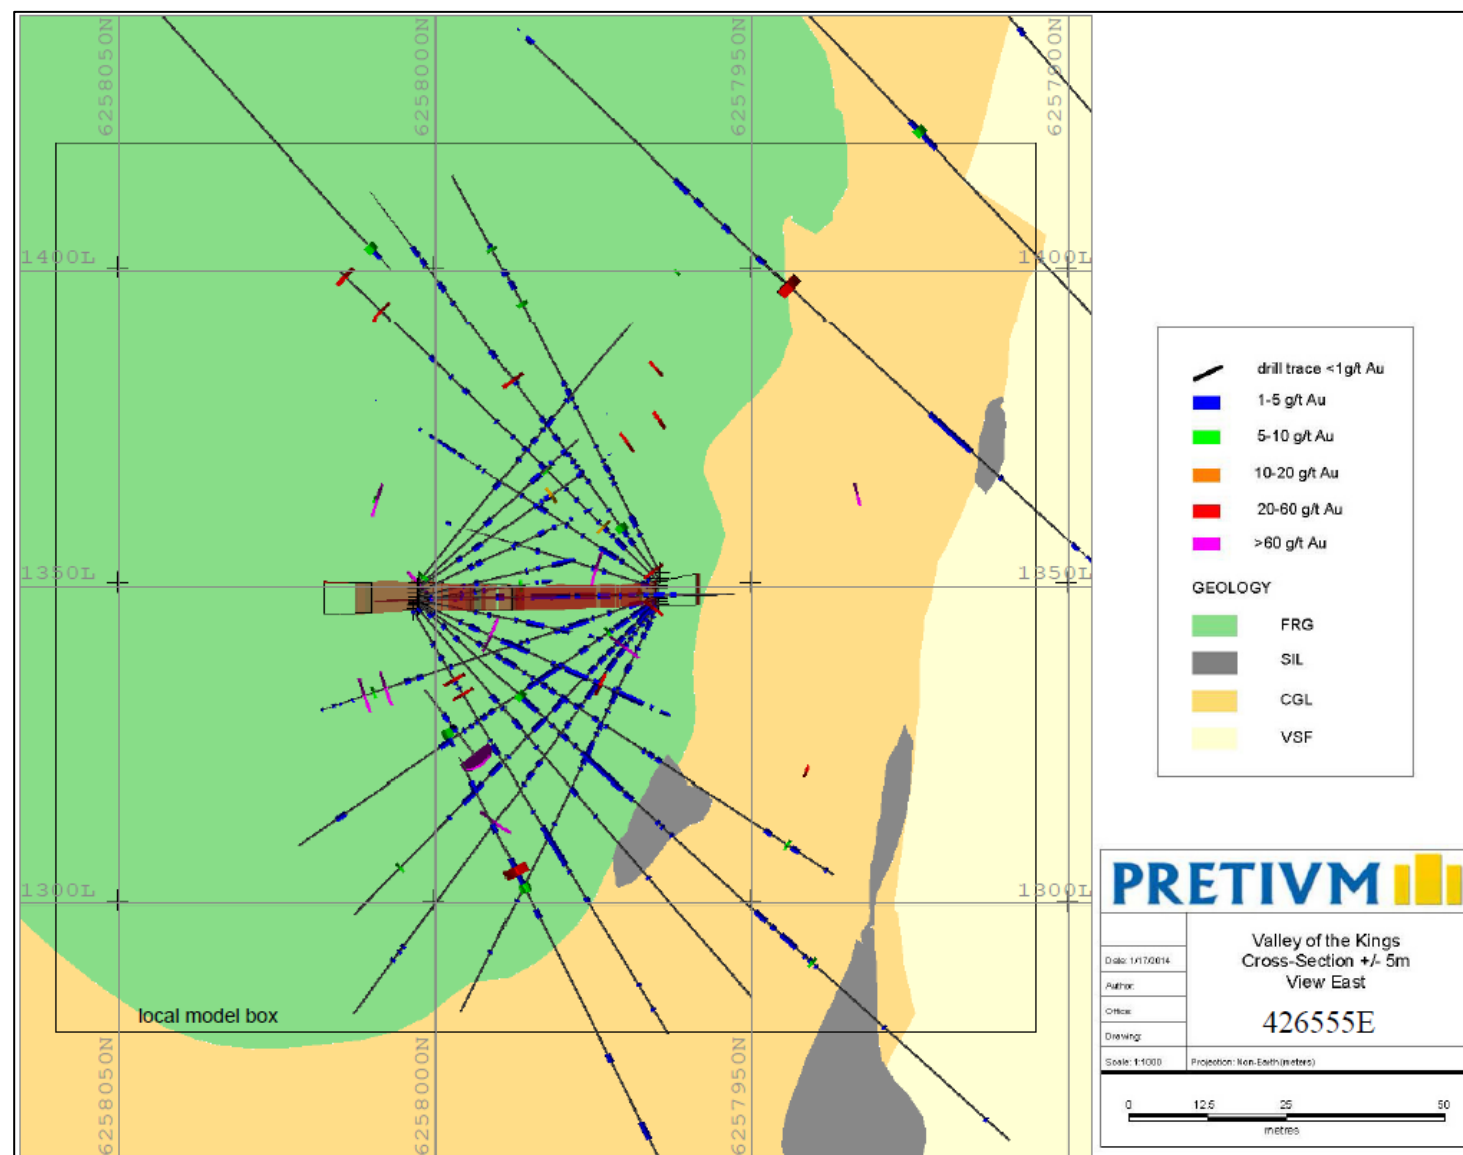 6258050N
6258000N
6257950N
6257900N
1400L
1400L
1350L
1350L
1300L
1300L
local model box
6258050N
6258000N
6257950N
6257900N
drill trace <1g/t Au
1-5 g/t Au
5-10 g/t Au
10-20 g/t Au
20-60 g/t Au
>60 g/t Au
GEOLOGY
FRG
SIL
CGL
VSF
PRETIVM
Valley of the Kings
Cross-Section +/- 5m
View East
426555E
Date: 1/17/2014
Author:
Office:
Drawing:
Scale: 1:1000
Projection: Non-Earth (meters)
0 12.5 25 50
metres